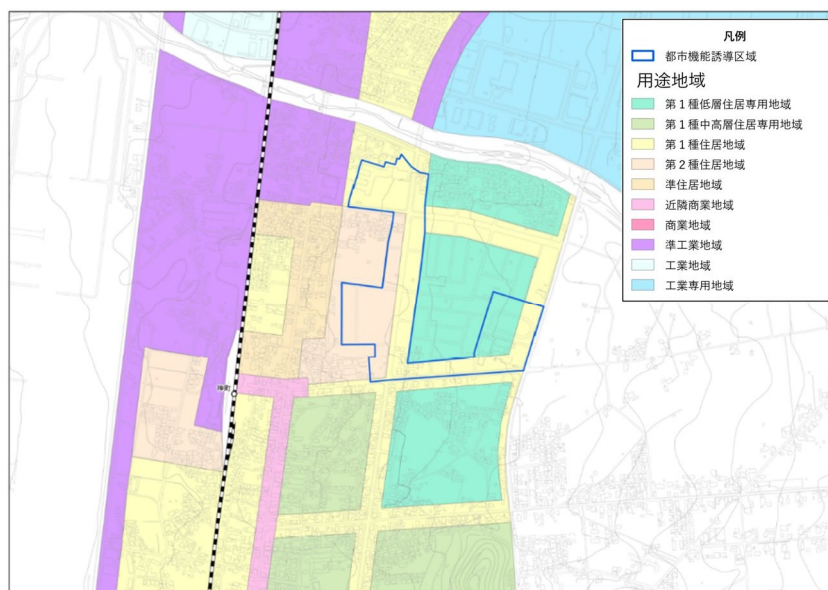 凡例
都市機能誘導区域
用途地域
第１種低層住居専用地域
第１種中高層住居専用地域
第１種住居地域
第２種住居地域
準住居地域
近隣商業地域
商業地域
準工業地域
工業地域
工業専用地域